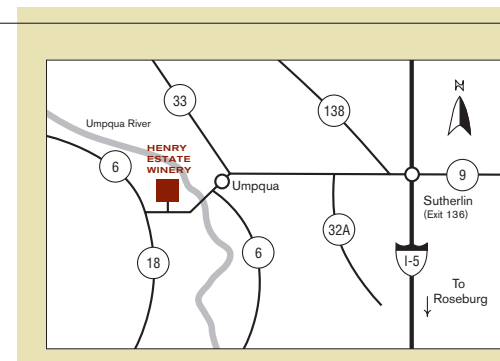 N
33
138
Umpqua River
HENRY
ESTATE
WINERY
6
9
Umpqua
Sutherlin
(Exit 136)
32A
6
18
I-5
To
Roseburg